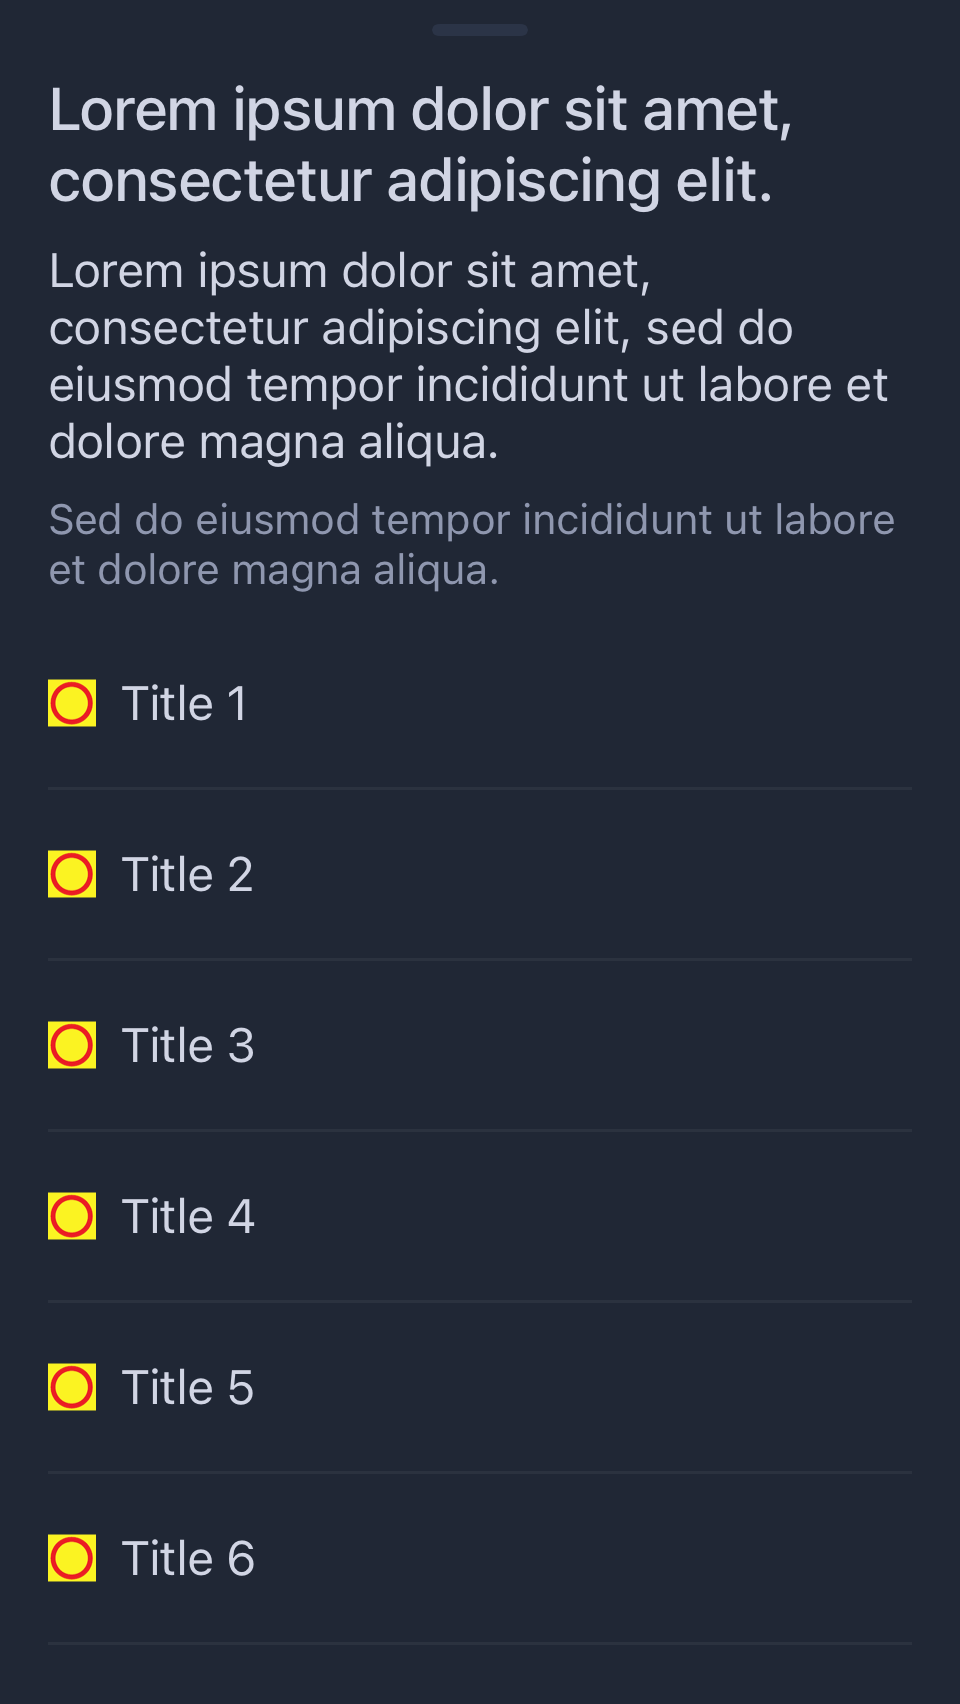 Lorem ipsum dolor sit amet,
consectetur adipiscing elit.
Lorem ipsum dolor sit amet,
consectetur adipiscing elit, sed do
eiusmod tempor incididunt ut labore et
dolore magna aliqua.
Sed do eiusmod tempor incididunt ut labore
et dolore magna aliqua.
Title 1
Title 2
Title 3
Title 4
Title 5
Title 6